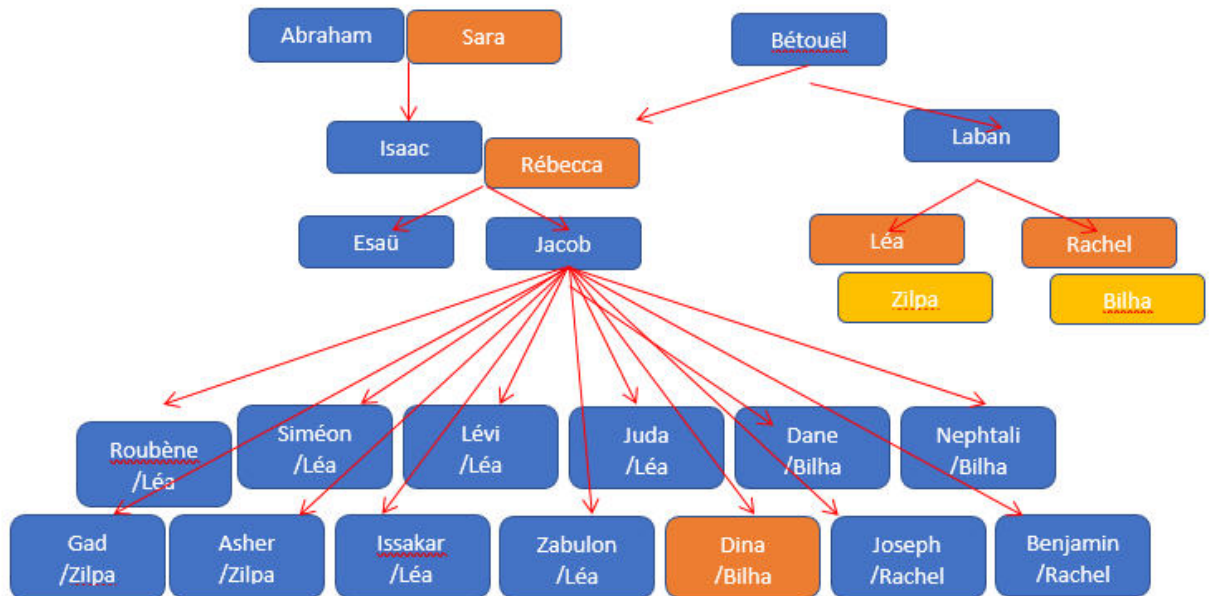 Abraham
Sara
Bétouël
Isaac
Rébecca
Laban
Esaü
Jacob
Léa
Rachel
Zilpa
Bilha
Roubène
/Léa
Siméon
/Léa
Lévi
/Léa
Juda
/Léa
Dane
/Bilha
Nephtali
/Bilha
Gad
/Zilpa
Asher
/Zilpa
Issakar
/Léa
Zabulon
/Léa
Dina
/Bilha
Joseph
/Rachel
Benjamin
/Rachel